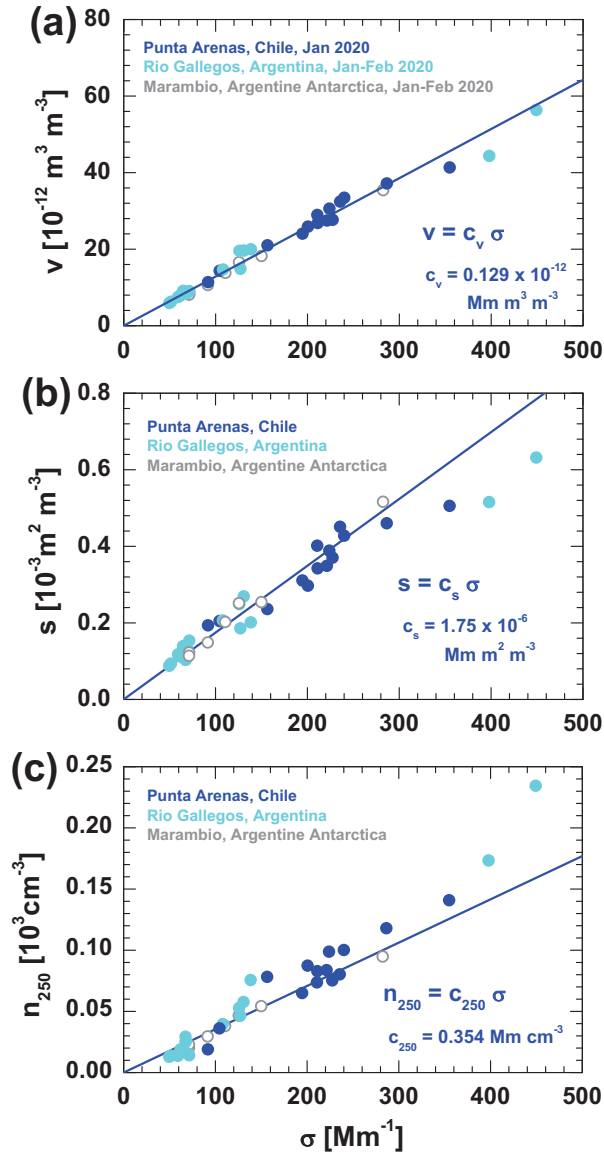 (a)
80
60
40
20
0
v [10⁻¹² m³ m⁻³]
Punta Arenas, Chile, Jan 2020
Rio Gallegos, Argentina, Jan-Feb 2020
Marambio, Argentine Antarctica, Jan-Feb 2020
v = cᵥ σ
cᵥ = 0.129 x 10⁻¹²
Mm m³ m⁻³
0 100 200 300 400 500
(b)
0.8
0.6
0.4
0.2
0.0
s [10⁻³m² m⁻³]
Punta Arenas, Chile
Rio Gallegos, Argentina
Marambio, Argentine Antarctica
s = cₛ σ
cₛ = 1.75 x 10⁻⁶
Mm m² m⁻³
0 100 200 300 400 500
(c)
0.25
0.20
0.15
0.10
0.05
0.00
n₂₅₀ [10³cm⁻³]
Punta Arenas, Chile
Rio Gallegos, Argentina
Marambio, Argentine Antarctica
n₂₅₀ = c₂₅₀ σ
c₂₅₀ = 0.354 Mm cm⁻³
0 100 200 300 400 500
σ [Mm⁻¹]